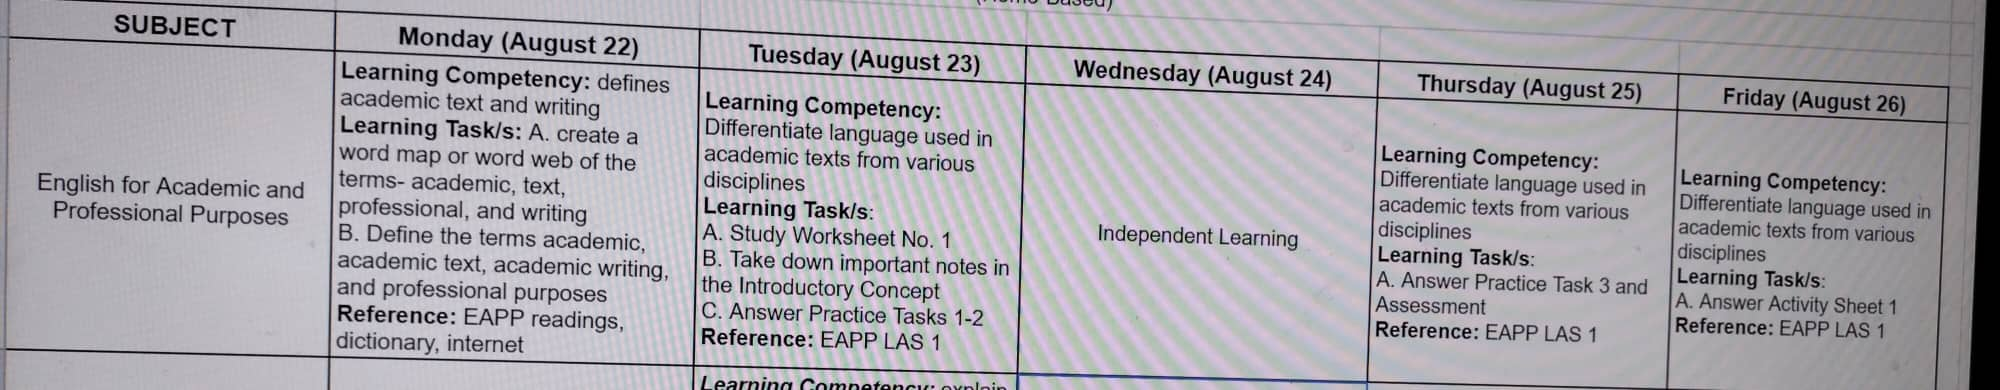 SUBJECT
Monday (August 22)
Tuesday (August 23)
Wednesday (August 24)
Thursday (August 25)
Friday (August 26)
English for Academic and
Professional Purposes
Learning Competency: defines
academic text and writing
Learning Task/s: A. create a
word map or word web of the
terms- academic, text,
professional, and writing
B. Define the terms academic,
academic text, academic writing,
and professional purposes
Reference: EAPP readings,
dictionary, internet
Learning Competency:
Differentiate language used in
academic texts from various
disciplines
Learning Task/s:
A. Study Worksheet No. 1
B. Take down important notes in
the Introductory Concept
C. Answer Practice Tasks 1-2
Reference: EAPP LAS 1
Independent Learning
Learning Competency:
Differentiate language used in
academic texts from various
disciplines
Learning Task/s:
A. Answer Practice Task 3 and
Assessment
Reference: EAPP LAS 1
Learning Competency:
Differentiate language used in
academic texts from various
disciplines
Learning Task/s:
A. Answer Activity Sheet 1
Reference: EAPP LAS 1
Learning Competency: explain